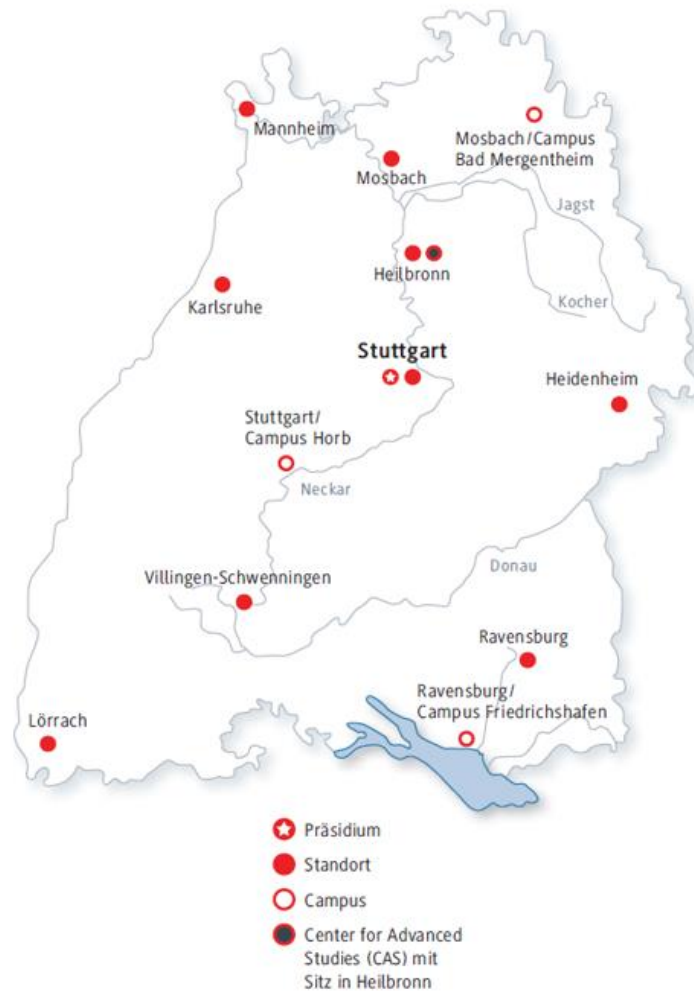 Mannheim
Mosbach/Campus
Bad Mergentheim
Mosbach
Jagst
Heilbronn
Kocher
Karlsruhe
Stuttgart
Heidenheim
Stuttgart/
Campus Horb
Neckar
Donau
Villingen-Schwenningen
Ravensburg
Ravensburg/
Campus Friedrichshafen
Lörrach
Präsidium
Standort
Campus
Center for Advanced
Studies (CAS) mit
Sitz in Heilbronn